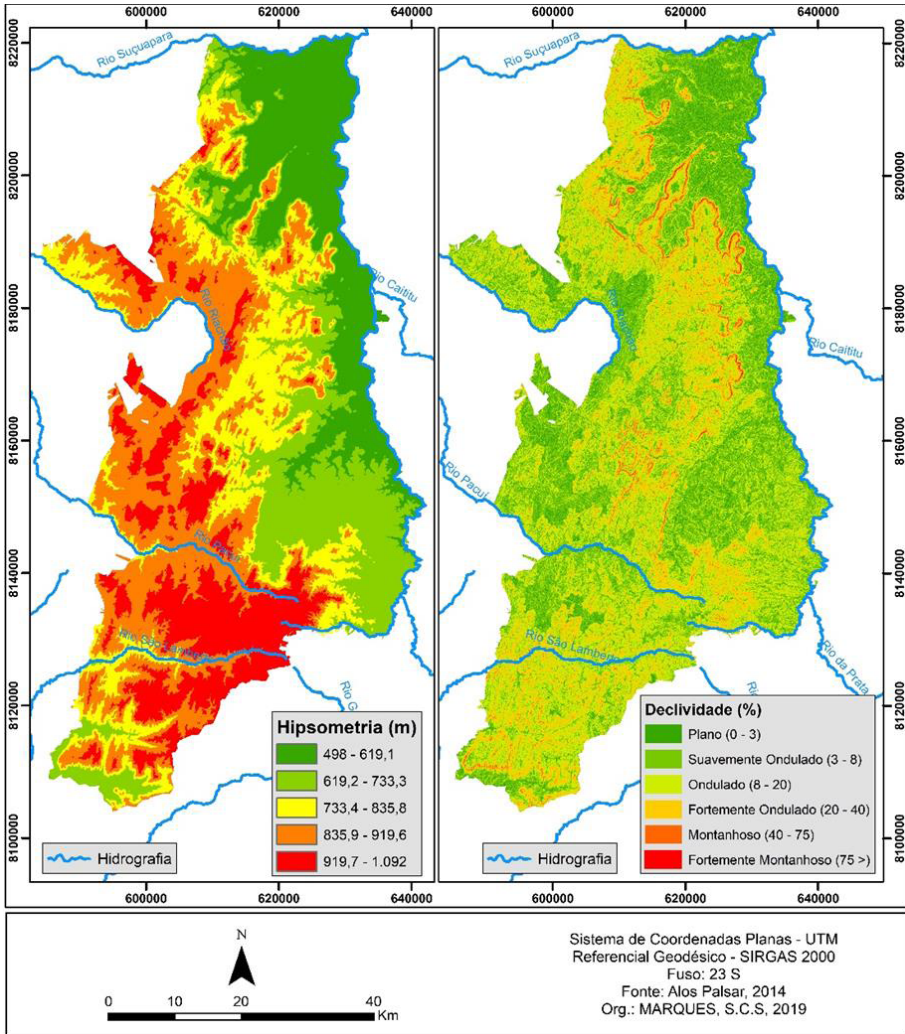 600000 620000 640000
600000 620000 640000
8220000
8200000
8180000
8160000
8140000
8120000
8100000
Rio Suçuapara
Rio Riachão
Rio Caititu
Rio Pacuí
Rio São Lamber
Rio G
Hipsometria (m)
498 - 619,1
619,2 - 733,3
733,4 - 835,8
835,9 - 919,6
919,7 - 1.092
Hidrografia
600000 620000 640000
Rio Suçuapara
Rio Caititu
Rio Pacuí
Rio São Lamber
Rio da Prata
Declividade (%)
Plano (0 - 3)
Suavemente Ondulado (3 - 8)
Ondulado (8 - 20)
Fortemente Ondulado (20 - 40)
Montanhoso (40 - 75)
Fortemente Montanhoso (75 >)
Hidrografia
8220000
8200000
8180000
8160000
8140000
8120000
8100000
600000 620000 640000
N
0 10 20 40
Km
Sistema de Coordenadas Planas - UTM
Referencial Geodésico - SIRGAS 2000
Fuso: 23 S
Fonte: Alos Palsar, 2014
Org.: MARQUES, S.C.S, 2019